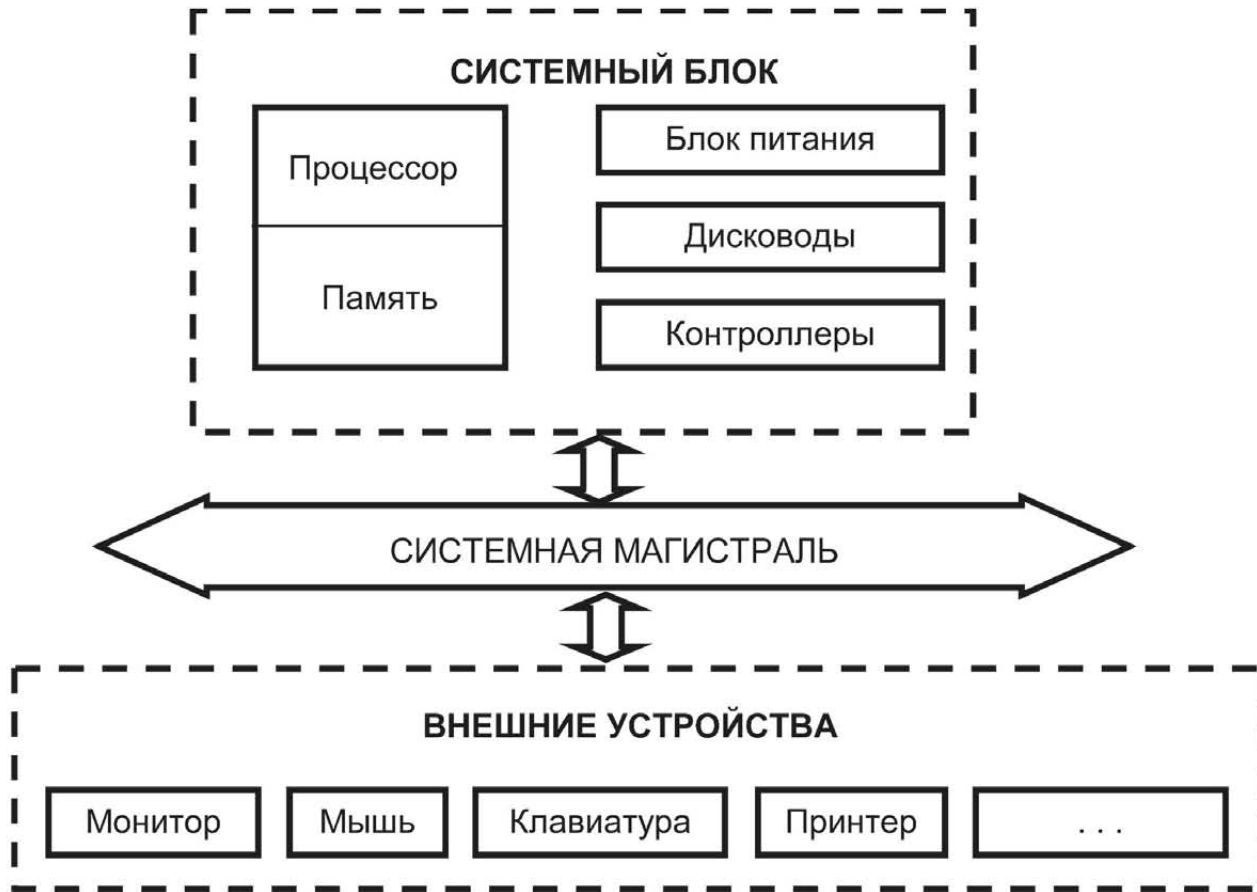 СИСТЕМНЫЙ БЛОК
Процессор
Память
Блок питания
Дисководы
Контроллеры
СИСТЕМНАЯ МАГИСТРАЛЬ
ВНЕШНИЕ УСТРОЙСТВА
Монитор
Мышь
Клавиатура
Принтер
. . .